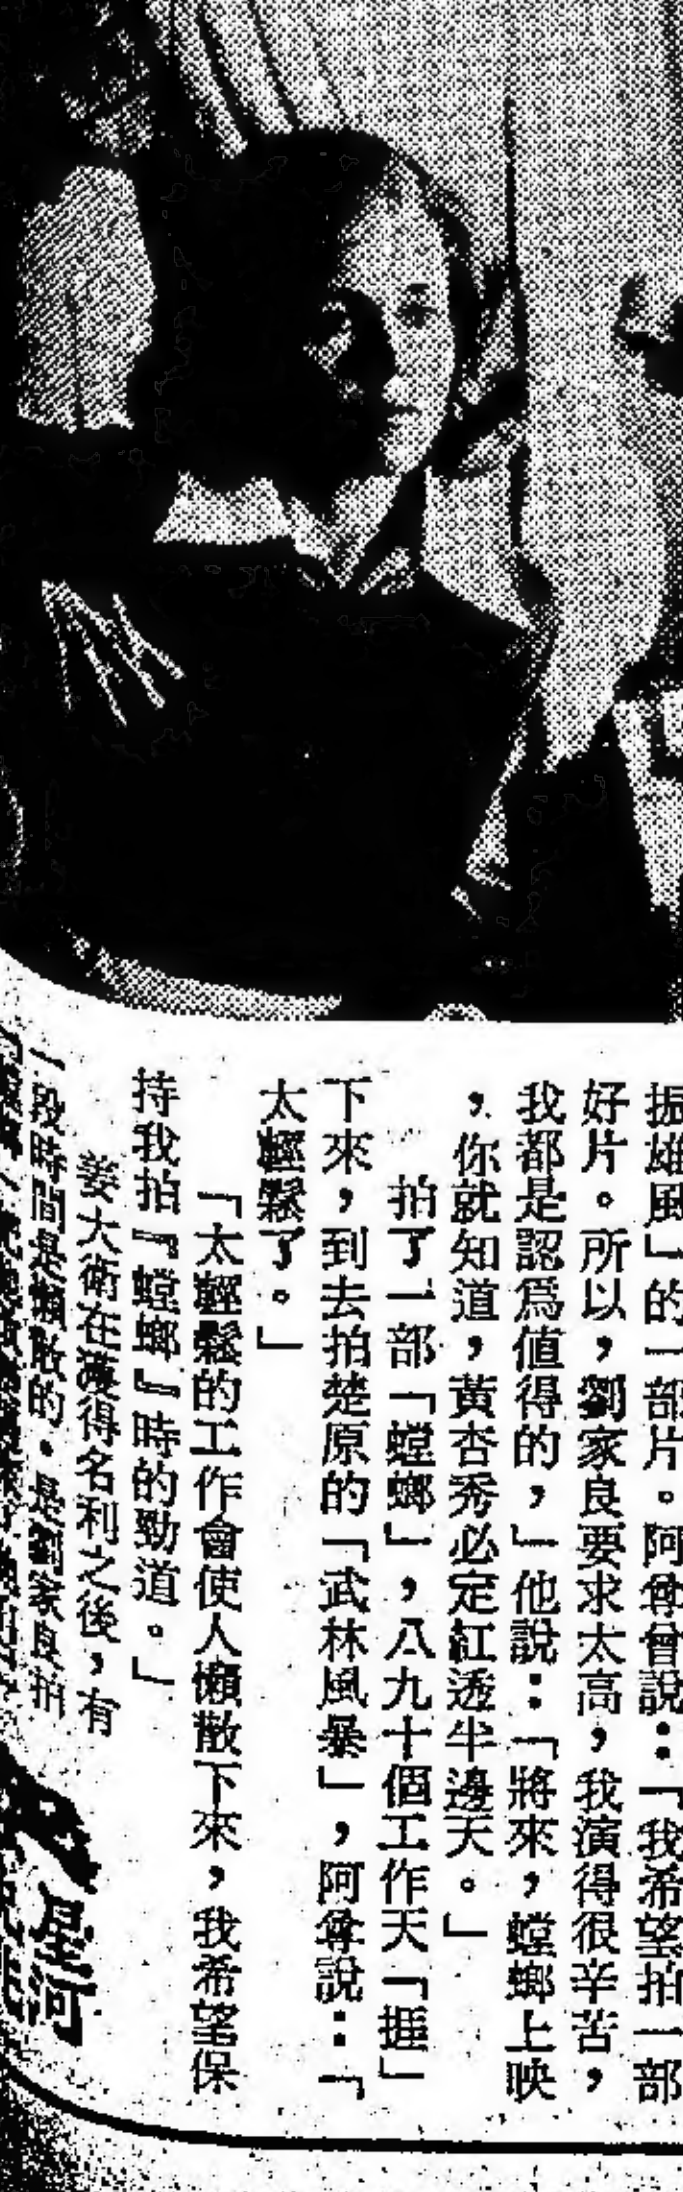 振雄風」的一部片。阿尊曾說：「我希望拍一部
好片。所以，劉家良要求太高，我演得很辛苦，
我都是認爲值得的，」他說：「將來，螳螂上映
，你就知道，黃杏秀必定紅透半邊天。」
拍了一部「螳螂」，八九十個工作天「捱」
下來，到去拍楚原的「武林風暴」，阿尊說：「
太輕鬆了。」
「太輕鬆的工作會使人懶散下來，我希望保
持我拍『螳螂』時的勁道。」
姜大衛在獲得名利之後，有
一段時間是懶散的。是劉家良拍
星河